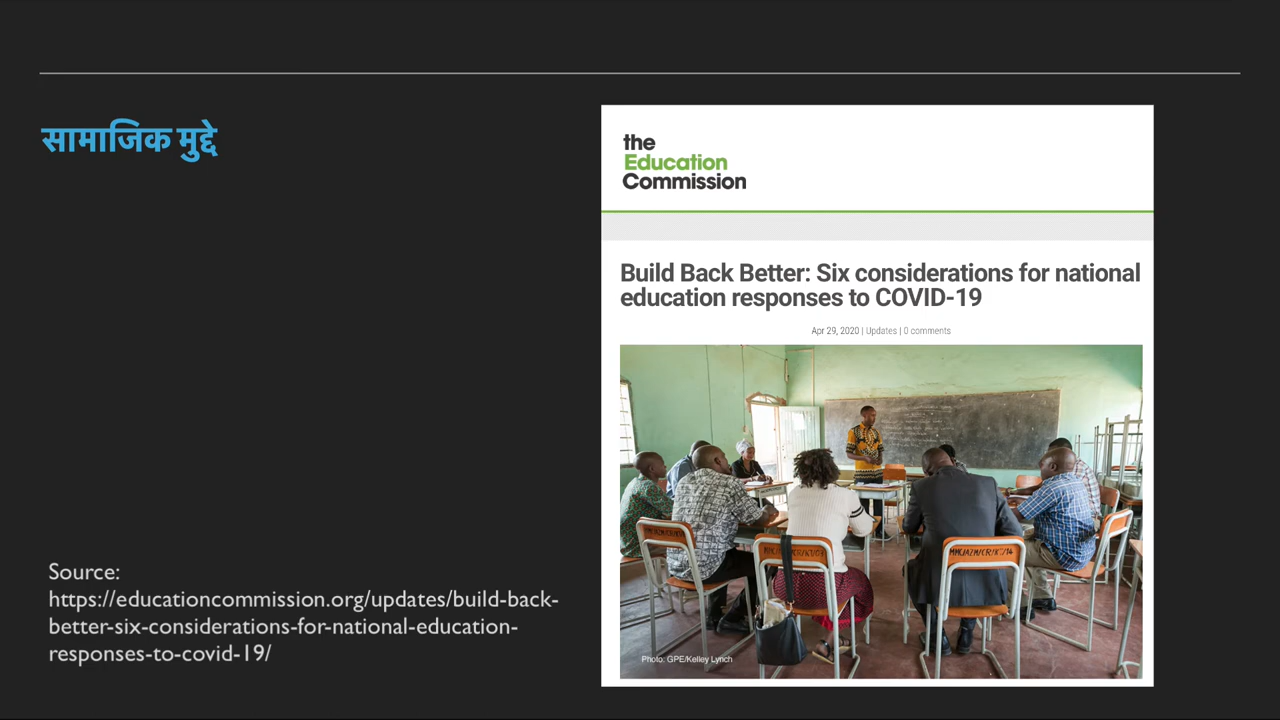 सामाजिक मुद्दे
Source:
https://educationcommission.org/updates/build-back-
better-six-considerations-for-national-education-
responses-to-covid-19/
the
Education
Commission
Build Back Better: Six considerations for national
education responses to COVID-19
Apr 29, 2020 | Updates | 0 comments
Photo: GPE/Kelley Lynch